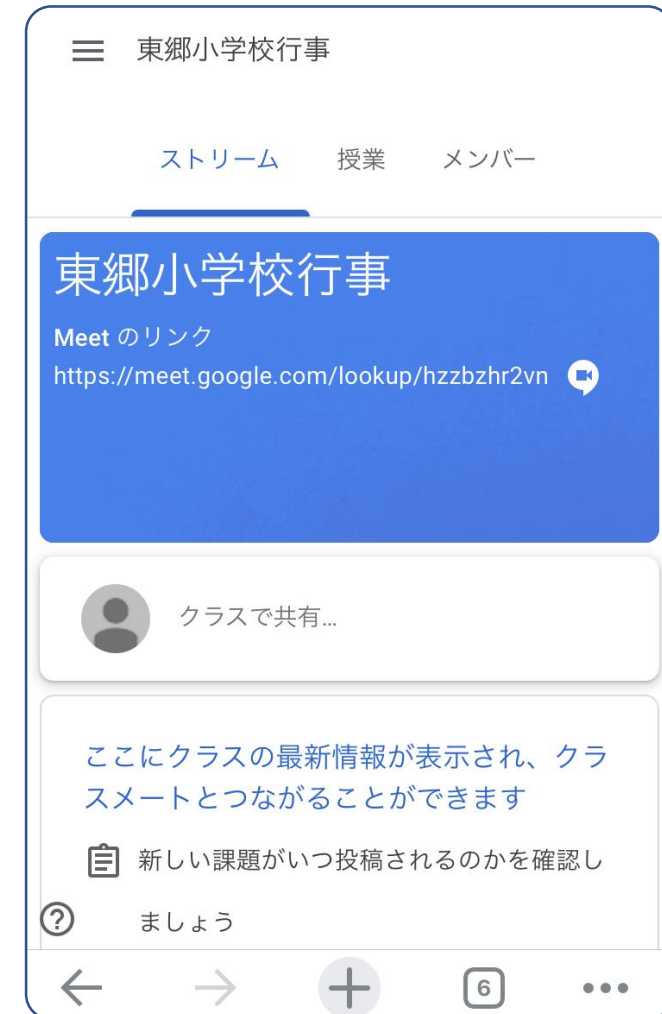 東郷小学校行事
ストリーム 授業 メンバー
東郷小学校行事
Meet のリンク
https://meet.google.com/lookup/hzzbzhr2vn
クラスで共有...
ここにクラスの最新情報が表示され、クラ
スメートとつながることができます
新しい課題がいつ投稿されるのかを確認し
ましょう
6